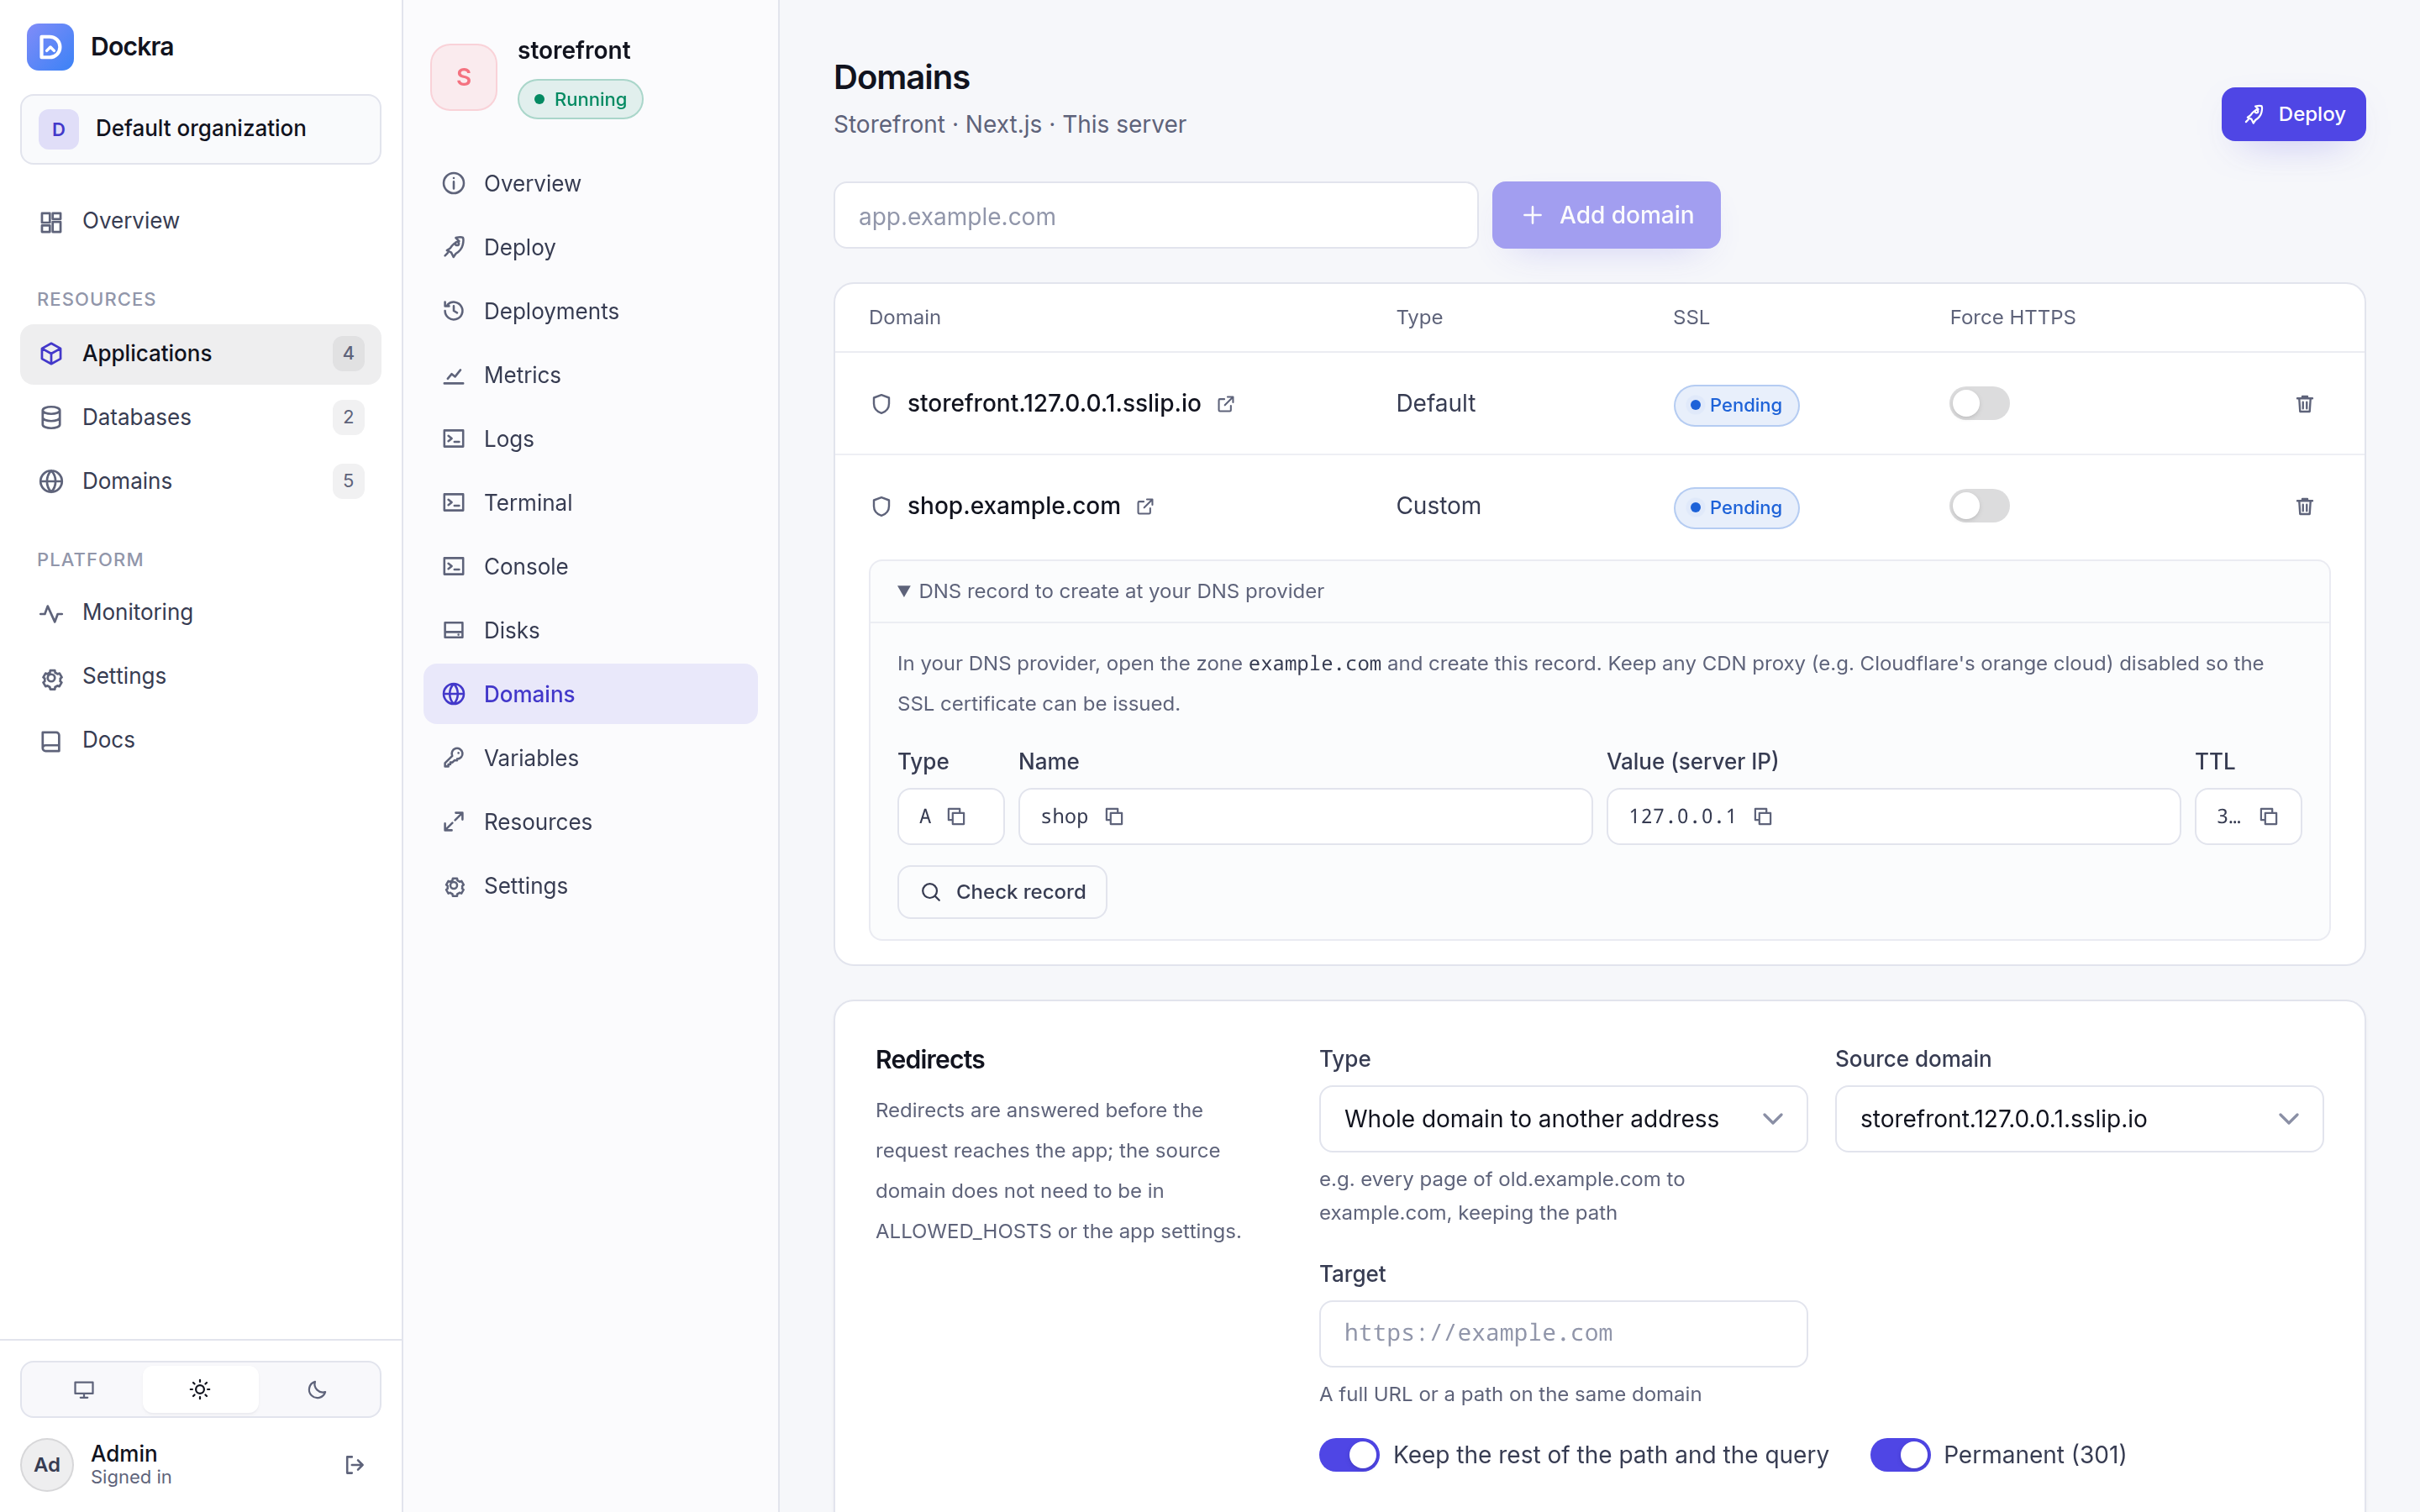 Dockra
D Default organization
Overview
RESOURCES
Applications 4
Databases 2
Domains 5
PLATFORM
Monitoring
Settings
Docs
Ad Admin
Signed in
S storefront
Running
Overview
Deploy
Deployments
Metrics
Logs
Terminal
Console
Disks
Domains
Variables
Resources
Settings
Domains
Storefront · Next.js · This server
Deploy
app.example.com Add domain
Domain Type SSL Force HTTPS
storefront.127.0.0.1.sslip.io Default Pending
shop.example.com Custom Pending
DNS record to create at your DNS provider
In your DNS provider, open the zone example.com and create this record. Keep any CDN proxy (e.g. Cloudflare's orange cloud) disabled so the
SSL certificate can be issued.
Type Name Value (server IP) TTL
A shop 127.0.0.1 3…
Check record
Redirects
Redirects are answered before the
request reaches the app; the source
domain does not need to be in
ALLOWED_HOSTS or the app settings.
Type Source domain
Whole domain to another address storefront.127.0.0.1.sslip.io
e.g. every page of old.example.com to
example.com, keeping the path
Target
https://example.com
A full URL or a path on the same domain
Keep the rest of the path and the query Permanent (301)